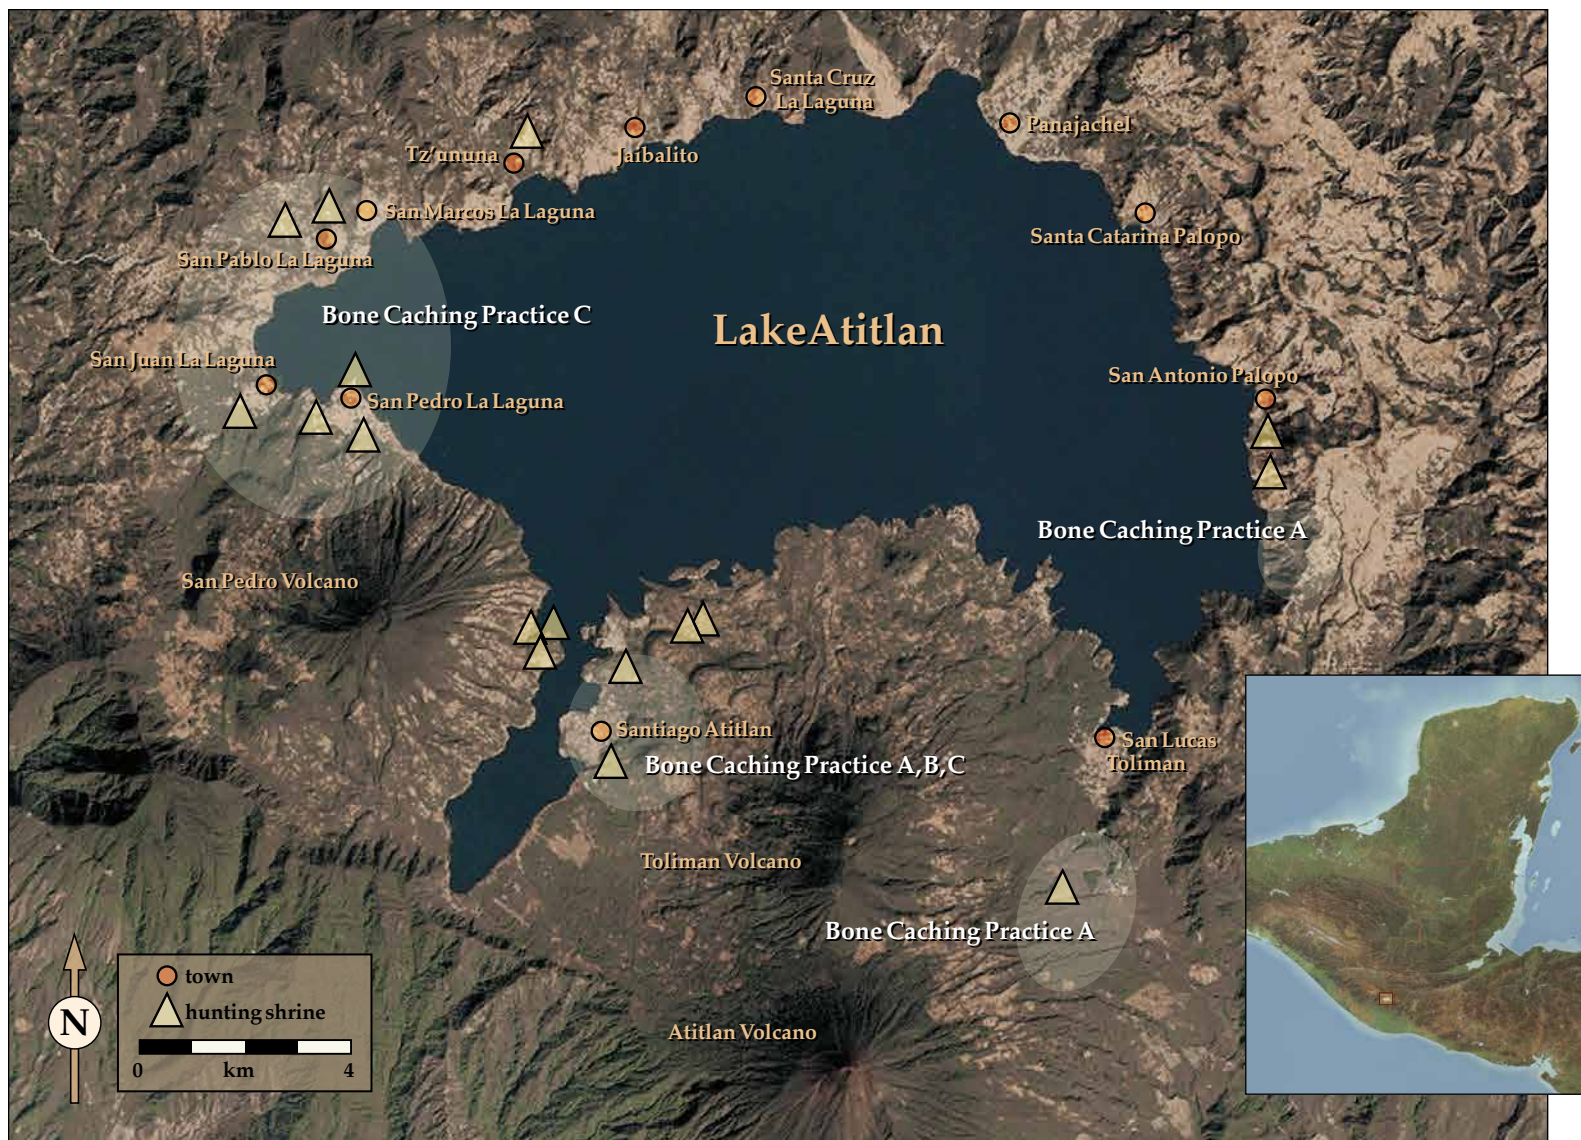 Santa Cruz
La Laguna
Panajachel
Tz'ununa
Jaibalito
San Marcos La Laguna
Santa Catarina Palopo
San Pablo La Laguna
Bone Caching Practice C
LakeAtitlan
San Juan La Laguna
San Antonio Palopo
San Pedro La Laguna
Bone Caching Practice A
San Pedro Volcano
Santiago Atitlan
San Lucas
Toliman
Bone Caching Practice A,B,C
Toliman Volcano
Bone Caching Practice A
Atitlan Volcano
N
town
hunting shrine
0 km 4